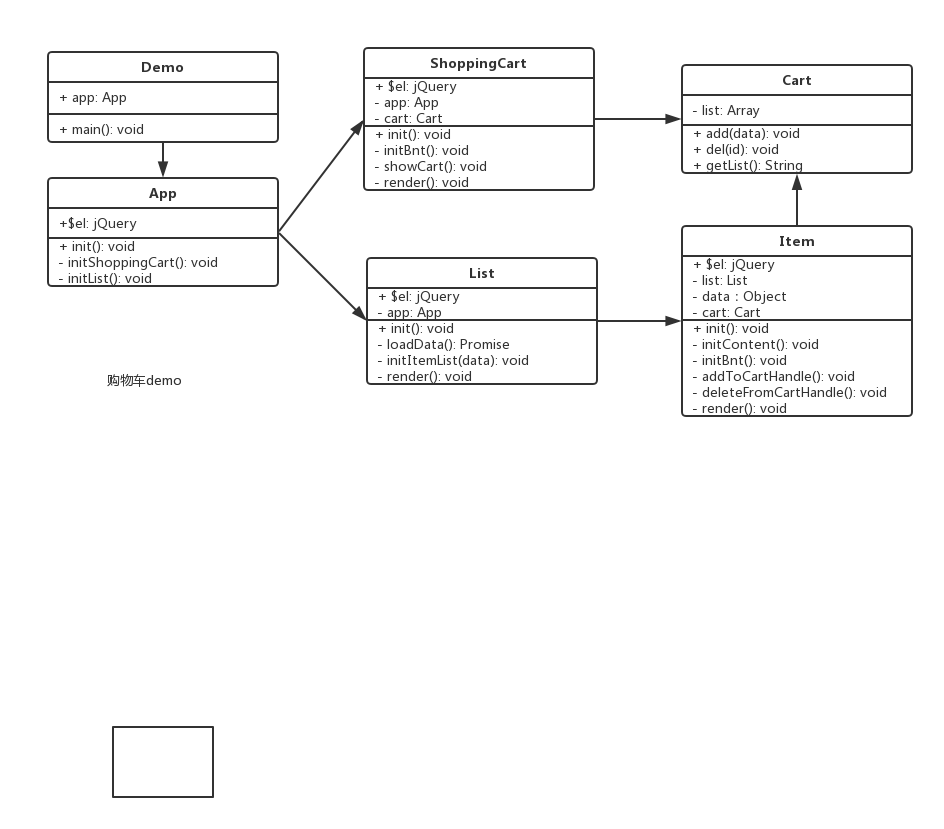 Demo
+ app: App
+ main(): void
App
+$el: jQuery
+ init(): void
- initShoppingCart(): void
- initList(): void
ShoppingCart
+ $el: jQuery
- app: App
- cart: Cart
+ init(): void
- initBnt(): void
- showCart(): void
- render(): void
List
+ $el: jQuery
- app: App
+ init(): void
- loadData(): Promise
- initItemList(data): void
- render(): void
Cart
- list: Array
+ add(data): void
+ del(id): void
+ getList(): String
Item
+ $el: jQuery
- list: List
- data：Object
- cart: Cart
+ init(): void
- initContent(): void
- initBnt(): void
- addToCartHandle(): void
- deleteFromCartHandle(): void
- render(): void
购物车demo